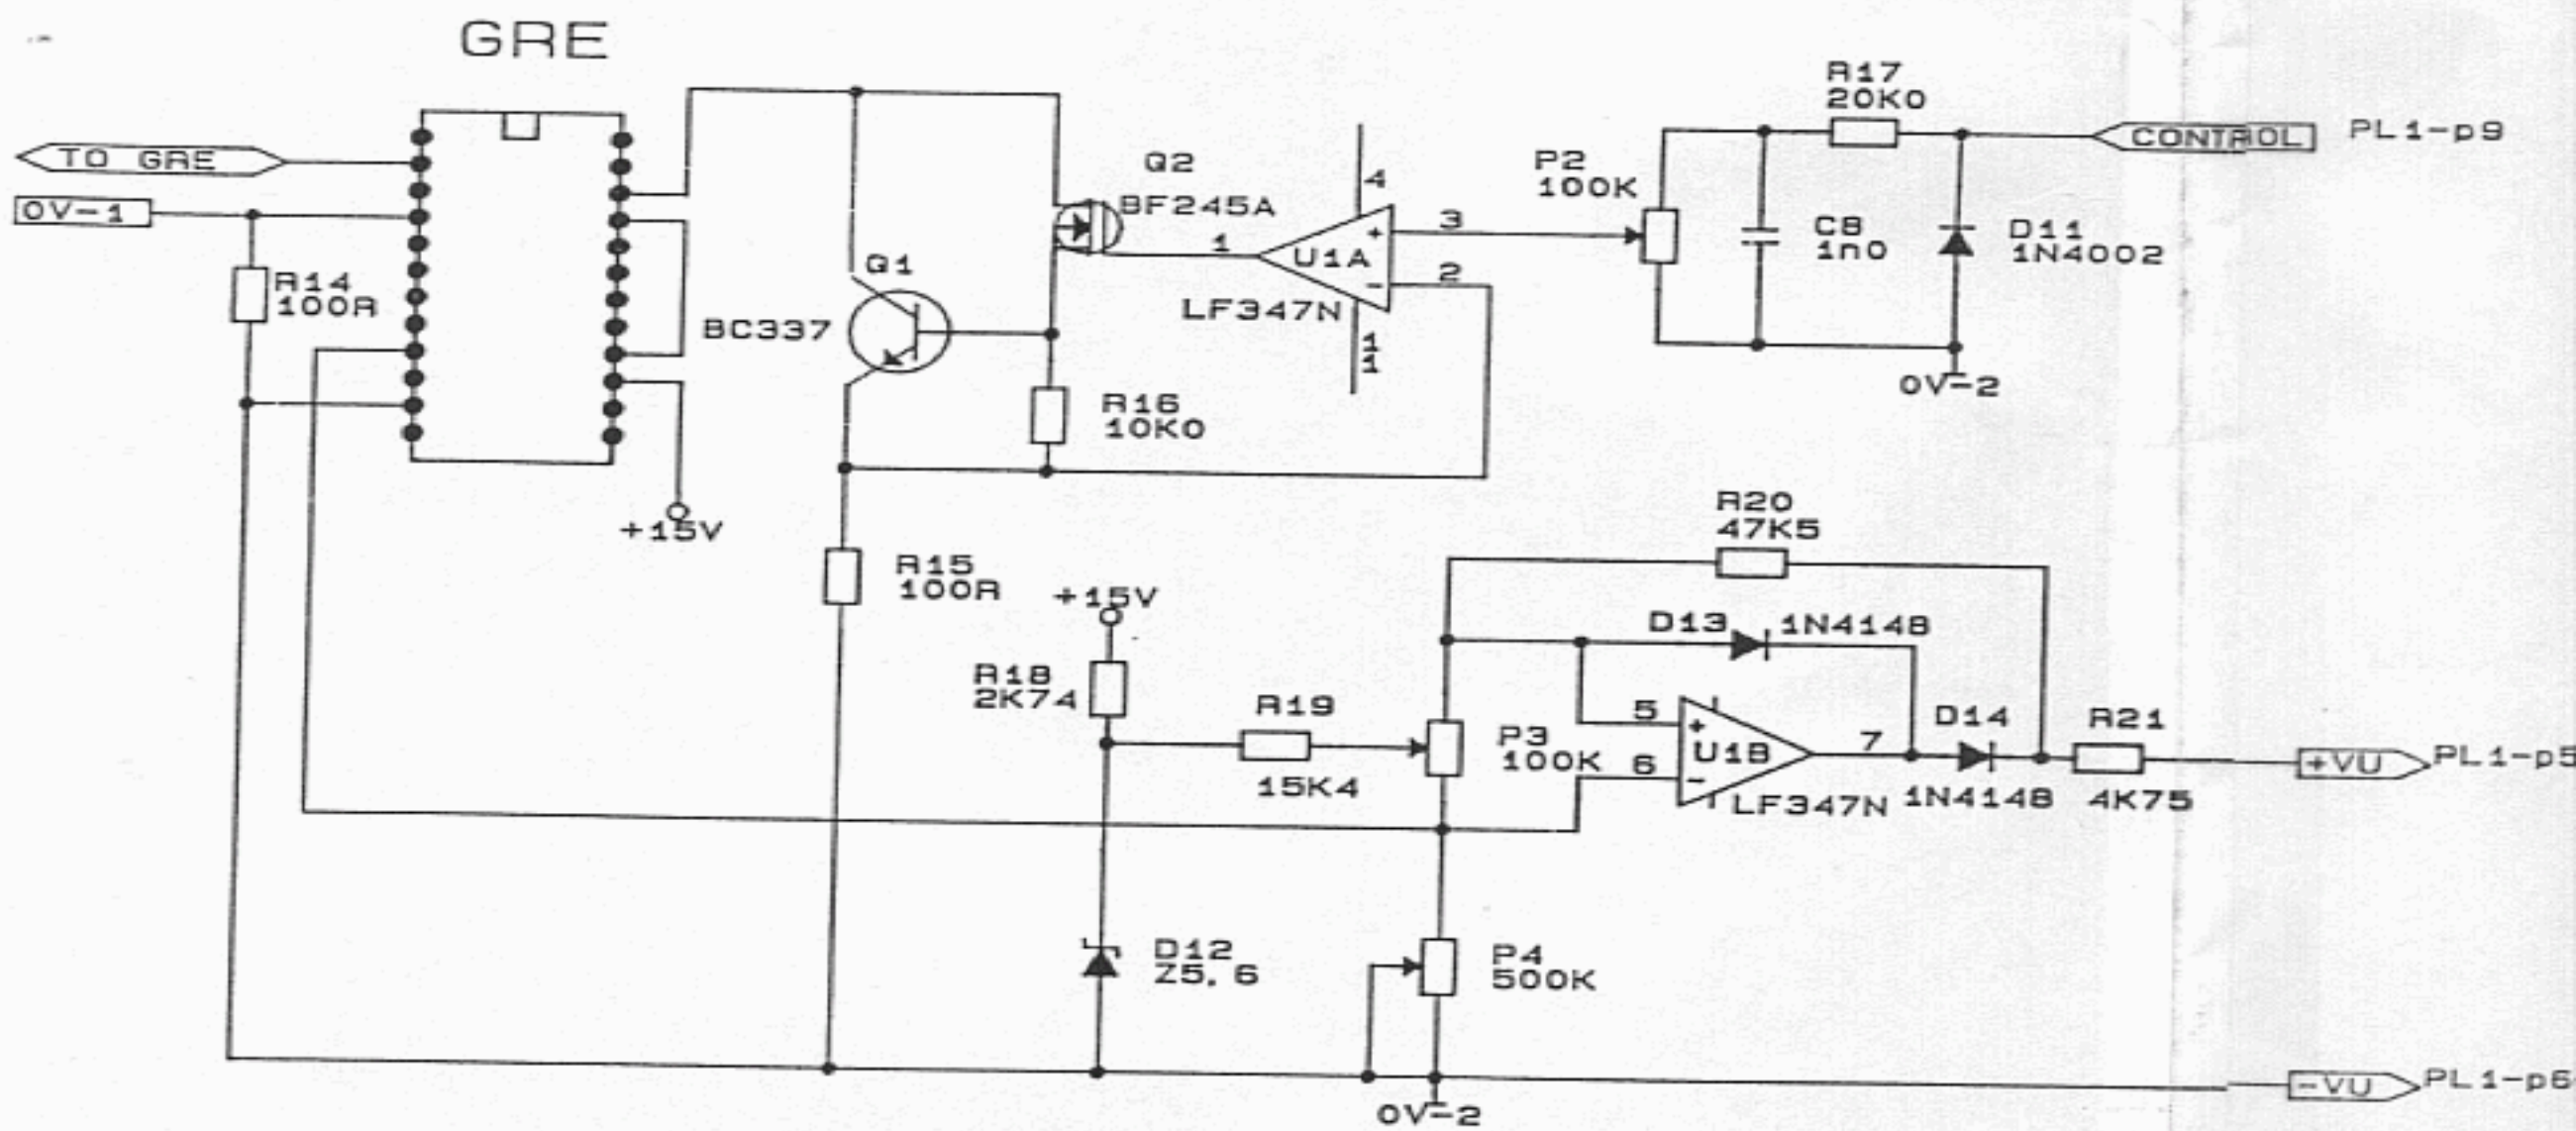 GRE
TO GRE
0V-1
R14
100R
+15V
Q1
BC337
Q2
BF245A
1
U1A
LF347N
4
3
2
11
+
-
R16
10K0
R15
100R
P2
100K
R17
20K0
C8
1n0
D11
1N4002
CONTROL
PL1-p9
0V-2
+15V
R18
2K74
R19
15K4
D12
Z5,6
P3
100K
P4
500K
R20
47K5
D13
1N4148
5
6
+
-
U1B
LF347N
7
D14
1N4148
R21
4K75
+VU
PL1-p5
-VU
PL1-p6
0V-2